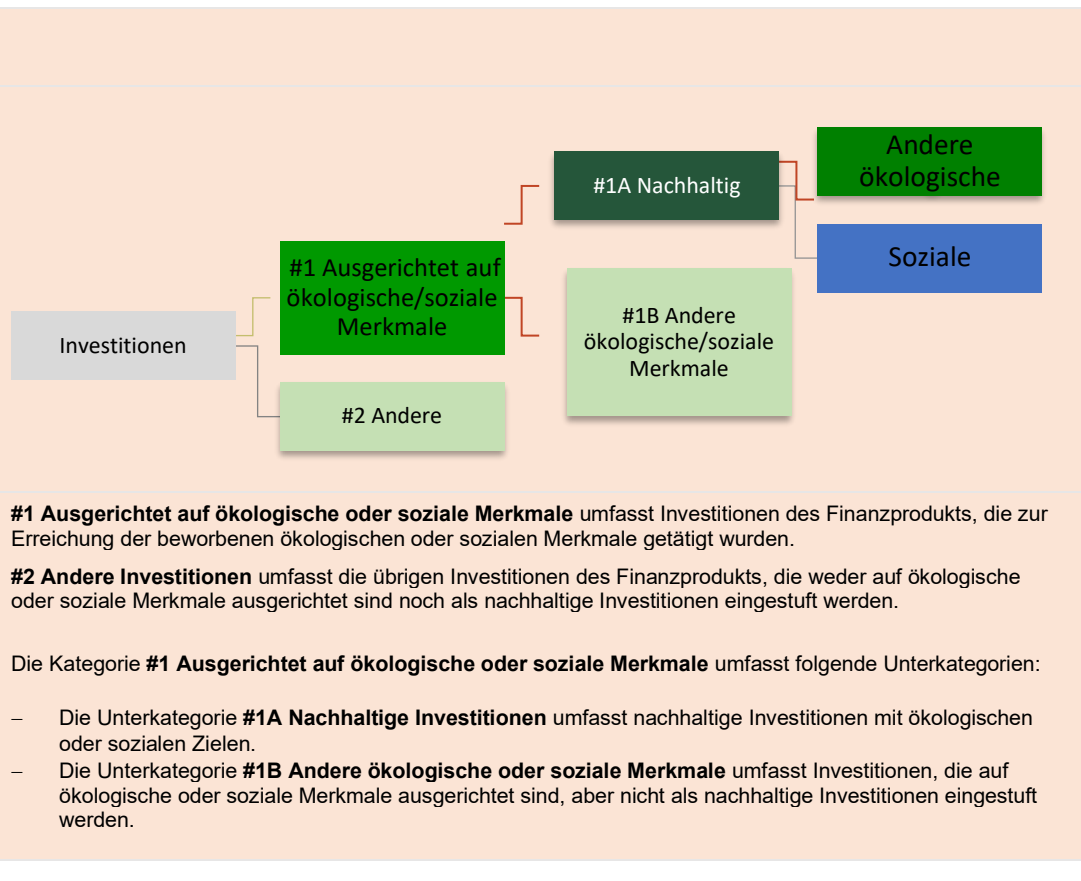 Andere
ökologische
#1A Nachhaltig
Soziale
#1 Ausgerichtet auf
ökologische/soziale
Merkmale
#1B Andere
ökologische/soziale
Merkmale
Investitionen
#2 Andere
#1 Ausgerichtet auf ökologische oder soziale Merkmale umfasst Investitionen des Finanzprodukts, die zur
Erreichung der beworbenen ökologischen oder sozialen Merkmale getätigt wurden.
#2 Andere Investitionen umfasst die übrigen Investitionen des Finanzprodukts, die weder auf ökologische
oder soziale Merkmale ausgerichtet sind noch als nachhaltige Investitionen eingestuft werden.
Die Kategorie #1 Ausgerichtet auf ökologische oder soziale Merkmale umfasst folgende Unterkategorien:
– Die Unterkategorie #1A Nachhaltige Investitionen umfasst nachhaltige Investitionen mit ökologischen
oder sozialen Zielen.
– Die Unterkategorie #1B Andere ökologische oder soziale Merkmale umfasst Investitionen, die auf
ökologische oder soziale Merkmale ausgerichtet sind, aber nicht als nachhaltige Investitionen eingestuft
werden.